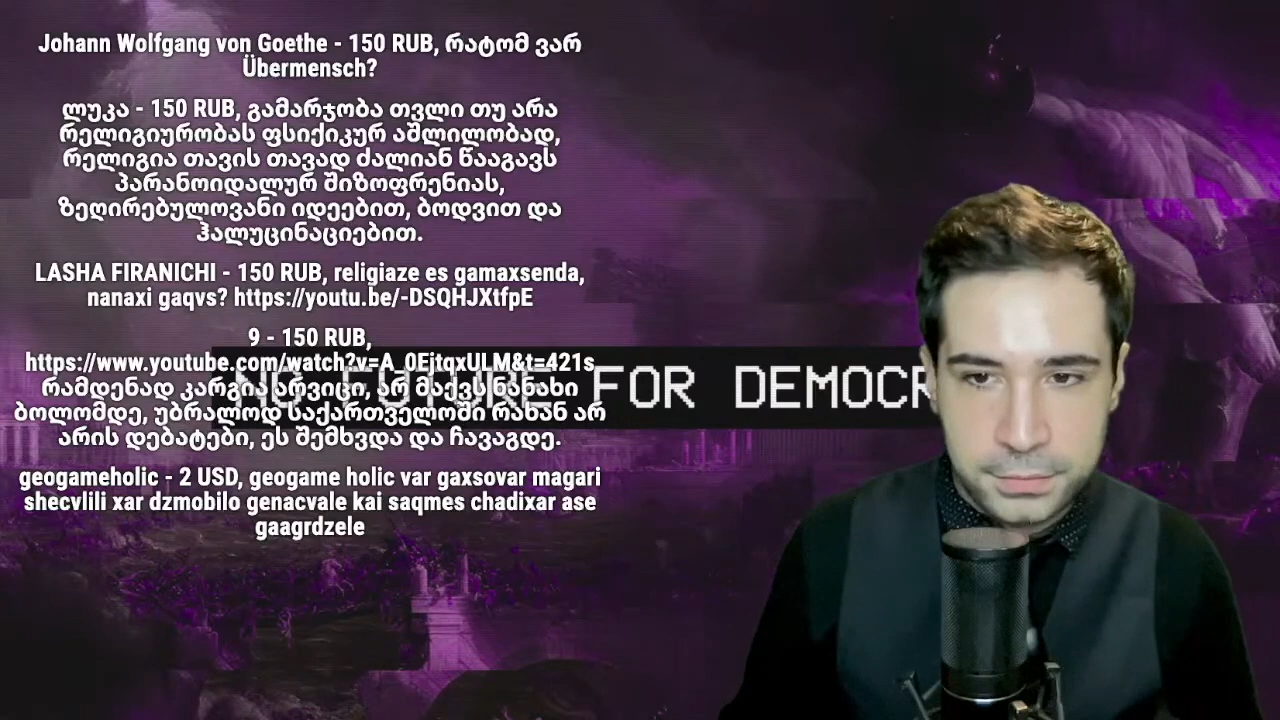 Johann Wolfgang von Goethe - 150 RUB, რატომ ვარ
Übermensch?
ლუკა - 150 RUB, გამარჯობა თვლი თუ არა
რელიგიურობას ფსიქიკურ აშლილობად,
რელიგია თავის თავად ძალიან წააგავს
პარანოიდალურ შიზოფრენიას,
ზეღირებულოვანი იდეებით, ბოდვით და
ჰალუცინაციებით.
LASHA FIRANICHI - 150 RUB, religiaze es gamaxsenda,
nanaxi gaqvs? https://youtu.be/-DSQHJXtfpE
9 - 150 RUB,
https://www.youtube.com/watch?v=A_0EjtqxULM&t=421s
რამდენად კარგია არვიცი, არ მაქვს ნანახი
ბოლომდე, უბრალოდ საქართველოში რახან არ
არის დებატები, ეს შემხვდა და ჩავაგდე.
NO FUTURE FOR DEMOCR
geogameholic - 2 USD, geogame holic var gaxsovar magari
shecvlili xar dzmobilo genacvale kai saqmes chadixar ase
gaagrdzele